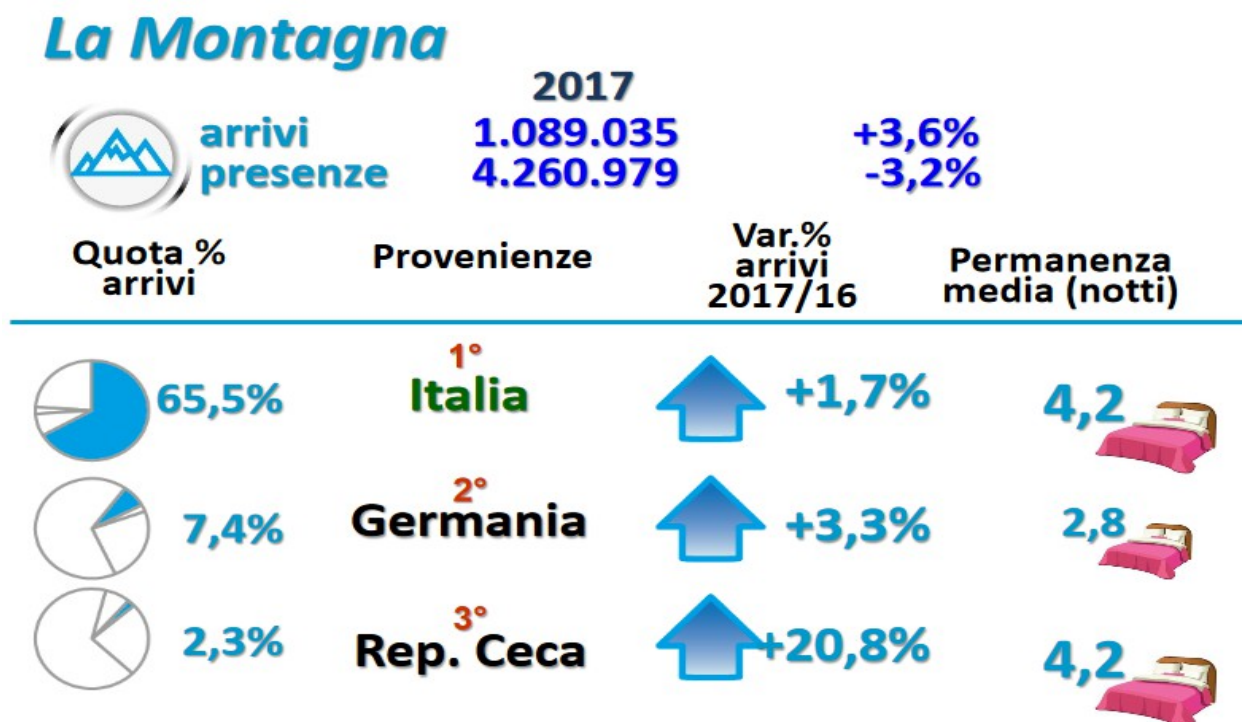 La Montagna
2017
arrivi 1.089.035 +3,6%
presenze 4.260.979 -3,2%
Quota %
arrivi
Provenienze
Var.%
arrivi
2017/16
Permanenza
media (notti)
1°
65,5% Italia +1,7% 4,2
2°
7,4% Germania +3,3% 2,8
3°
2,3% Rep. Ceca +20,8% 4,2